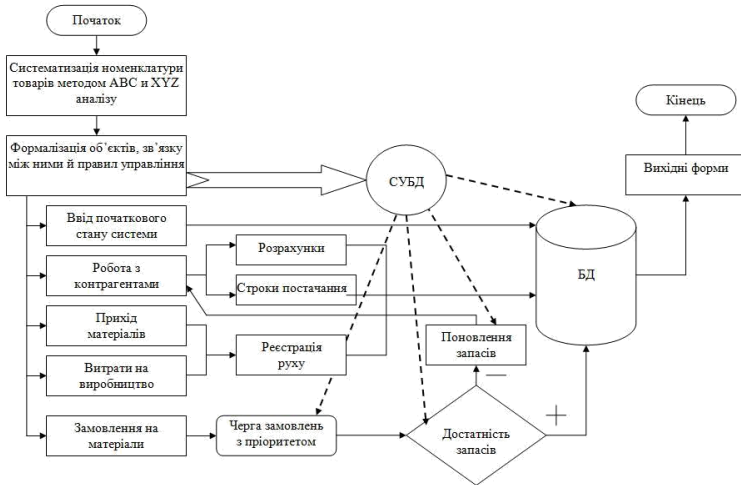 Початок
Систематизація номенклатури
товарів методом ABC и XYZ
аналізу
Формалізація об’єктів, зв’язку
між ними й правил управління
СУБД
Кінець
Вихідні форми
Ввід початкового
стану системи
Робота з
контрагентами
Розрахунки
Строки постачання
БД
Прихід
матеріалів
Витрати на
виробництво
Реєстрація
руху
Поновлення
запасів
Замовлення на
матеріали
Черга замовлень
з пріоритетом
Достатність
запасів
—
+